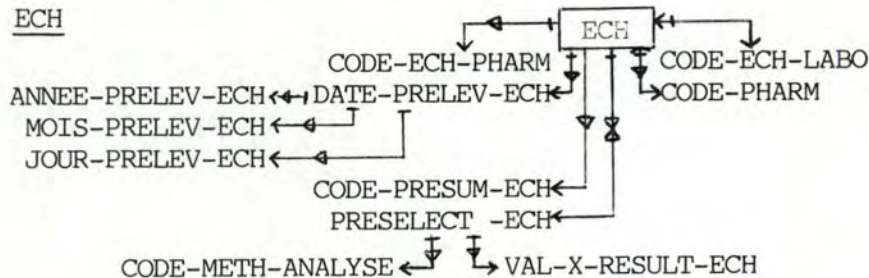 ECH
ECH
CODE-ECH-PHARM
CODE-ECH-LABO
ANNEE-PRELEV-ECH
DATE-PRELEV-ECH
CODE-PHARM
MOIS-PRELEV-ECH
JOUR-PRELEV-ECH
CODE-PRESUM-ECH
PRESELECT -ECH
CODE-METH-ANALYSE
VAL-X-RESULT-ECH